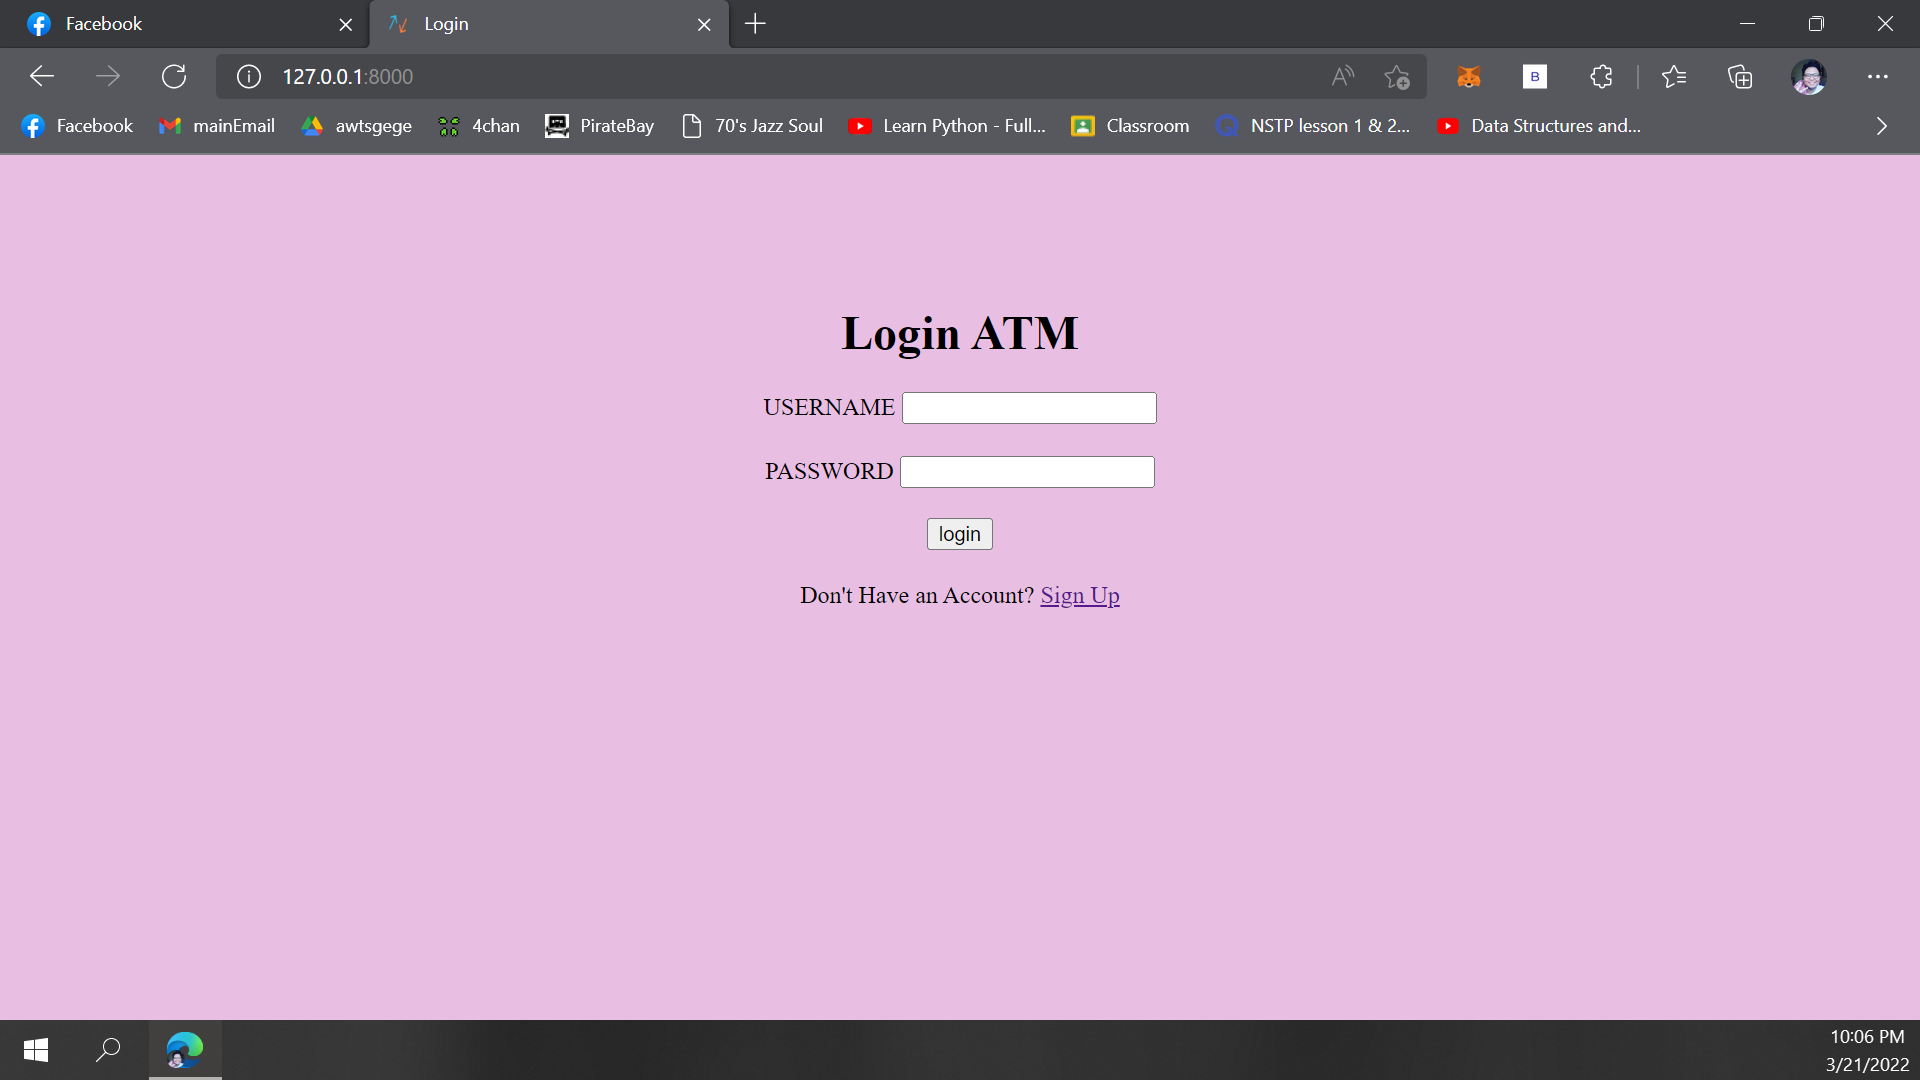 Facebook
Login
127.0.0.1:8000
Facebook mainEmail awtsgege 4chan PirateBay 70's Jazz Soul Learn Python - Full... Classroom NSTP lesson 1 & 2... Data Structures and...
B
Login ATM
USERNAME
PASSWORD
login
Don't Have an Account? Sign Up
10:06 PM
3/21/2022